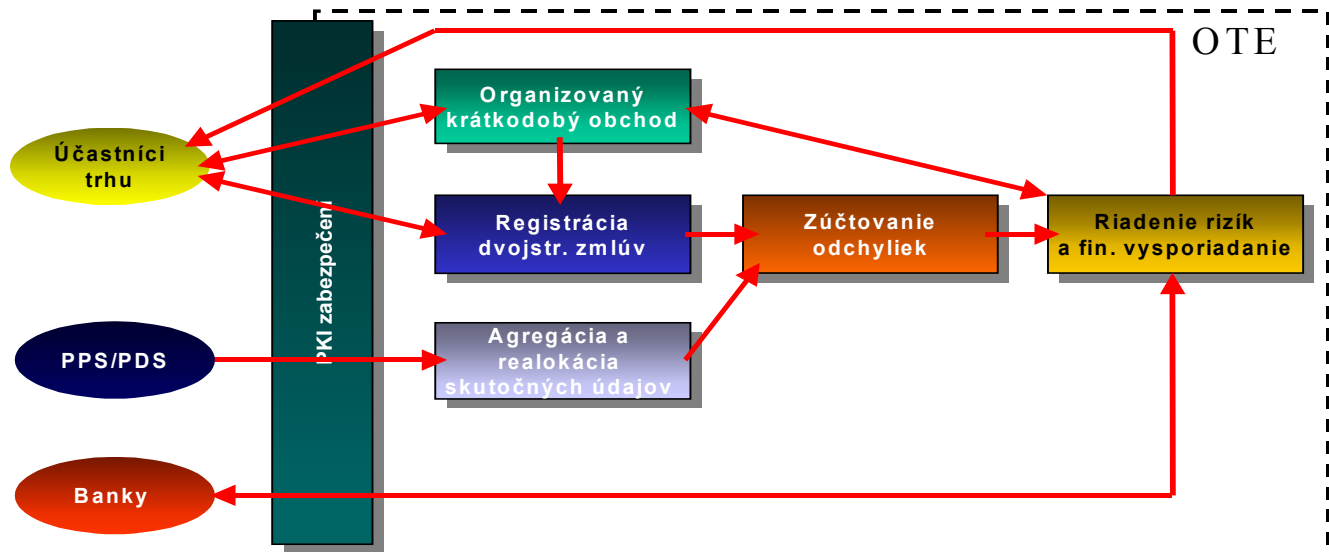 OTE
Organizovaný
krátkodobý obchod
Účastníci
trhu
PKI zabezpečení
Registrácia
dvojstr. zmlúv
Zúčtovanie
odchyliek
Riadenie rizík
a fin. vysporiadanie
PPS/PDS
Agregácia a
realokácia
skutočných údajov
Banky